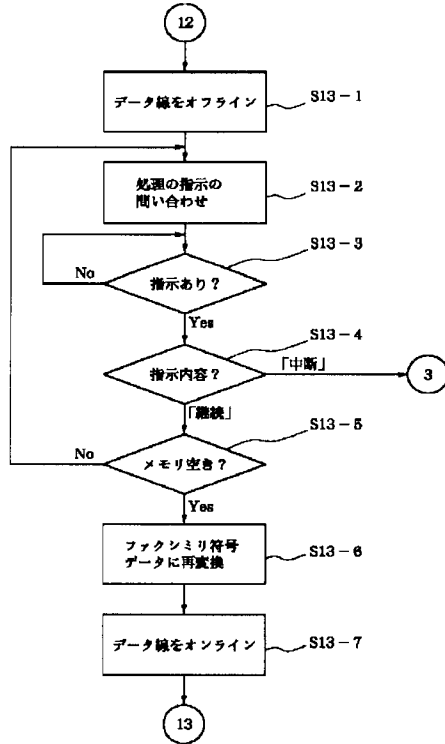 12
データ線をオフライン
S13-1
処理の指示の
問い合わせ
S13-2
S13-3
No
指示あり?
Yes
S13-4
指示内容?
「中断」
3
「継続」
S13-5
No
メモリ空き?
Yes
ファクシミリ符号
データに再変換
S13-6
データ線をオンライン
S13-7
13